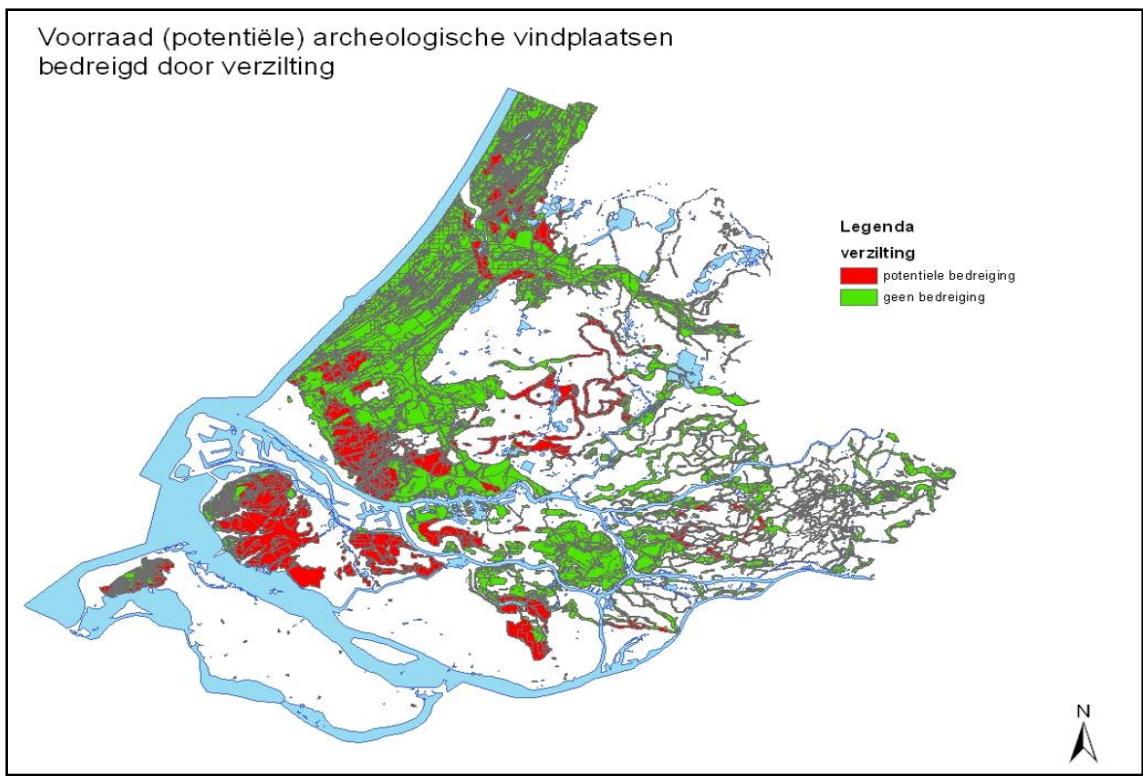 Voorraad (potentiële) archeologische vindplaatsen
bedreigd door verzilting
Legenda
verzilting
potentiele bedreiging
geen bedreiging
N